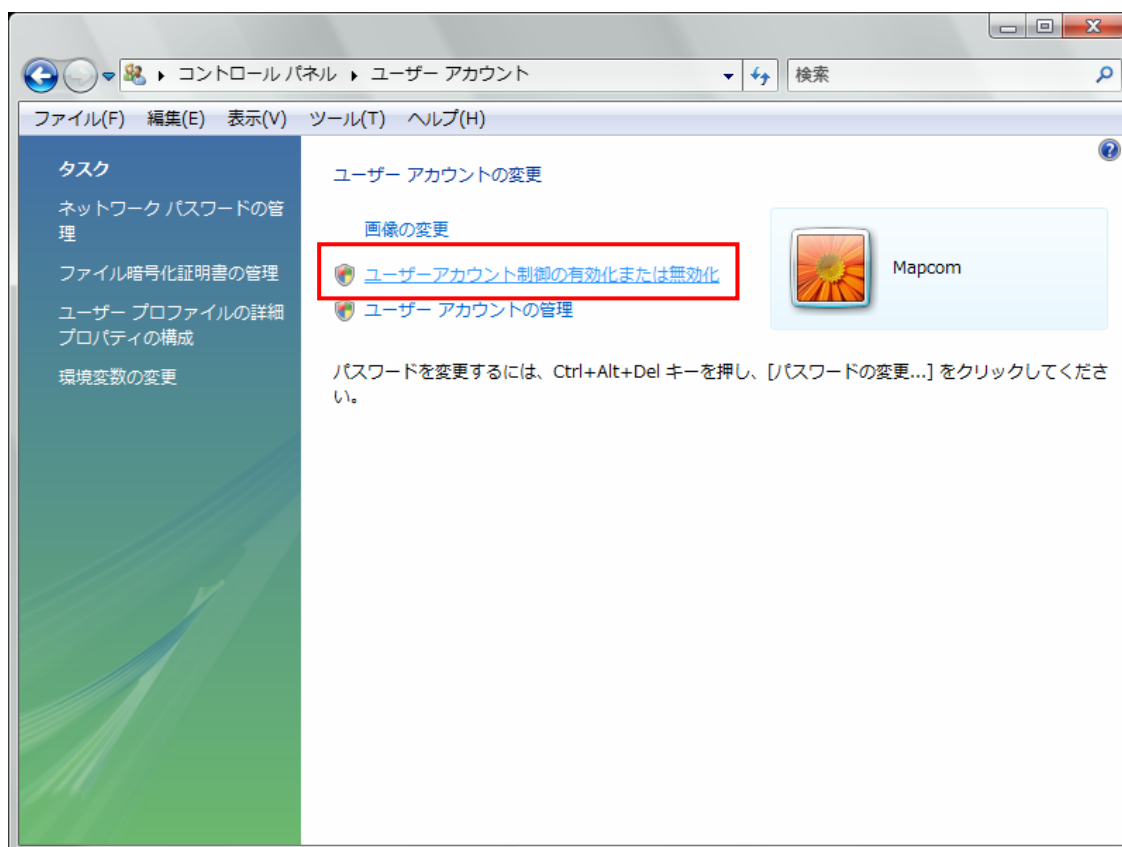 コントロール パネル ▸ ユーザー アカウント
検索
ファイル(F) 編集(E) 表示(V) ツール(T) ヘルプ(H)
タスク
ネットワーク パスワードの管
理
ファイル暗号化証明書の管理
ユーザー プロファイルの詳細
プロパティの構成
環境変数の変更
ユーザー アカウントの変更
画像の変更
ユーザーアカウント制御の有効化または無効化
ユーザー アカウントの管理
Mapcom
パスワードを変更するには、Ctrl+Alt+Del キーを押し、[パスワードの変更...] をクリックしてくださ
い。